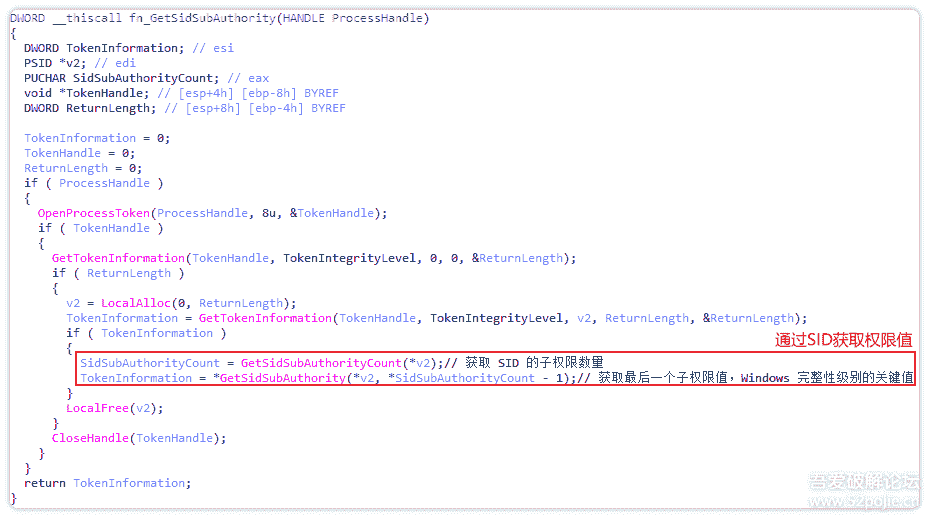 DWORD __thiscall fn_GetSidSubAuthority(HANDLE ProcessHandle)
{
DWORD TokenInformation; // esi
PSID *v2; // edi
PUCHAR SidSubAuthorityCount; // eax
void *TokenHandle; // [esp+4h] [ebp-8h] BYREF
DWORD ReturnLength; // [esp+8h] [ebp-4h] BYREF
TokenInformation = 0;
TokenHandle = 0;
ReturnLength = 0;
if ( ProcessHandle )
{
OpenProcessToken(ProcessHandle, 8u, &TokenHandle);
if ( TokenHandle )
{
GetTokenInformation(TokenHandle, TokenIntegrityLevel, 0, 0, &ReturnLength);
if ( ReturnLength )
{
v2 = LocalAlloc(0, ReturnLength);
TokenInformation = GetTokenInformation(TokenHandle, TokenIntegrityLevel, v2, ReturnLength, &ReturnLength);
if ( TokenInformation )
{
通过SID获取权限值
SidSubAuthorityCount = GetSidSubAuthorityCount(*v2);// 获取 SID 的子权限数量
TokenInformation = *GetSidSubAuthority(*v2, *SidSubAuthorityCount - 1);// 获取最后一个子权限值，Windows 完整性级别的关键值
}
LocalFree(v2);
}
CloseHandle(TokenHandle);
}
}
return TokenInformation;
}
吾爱破解论坛
www.52pojie.cn